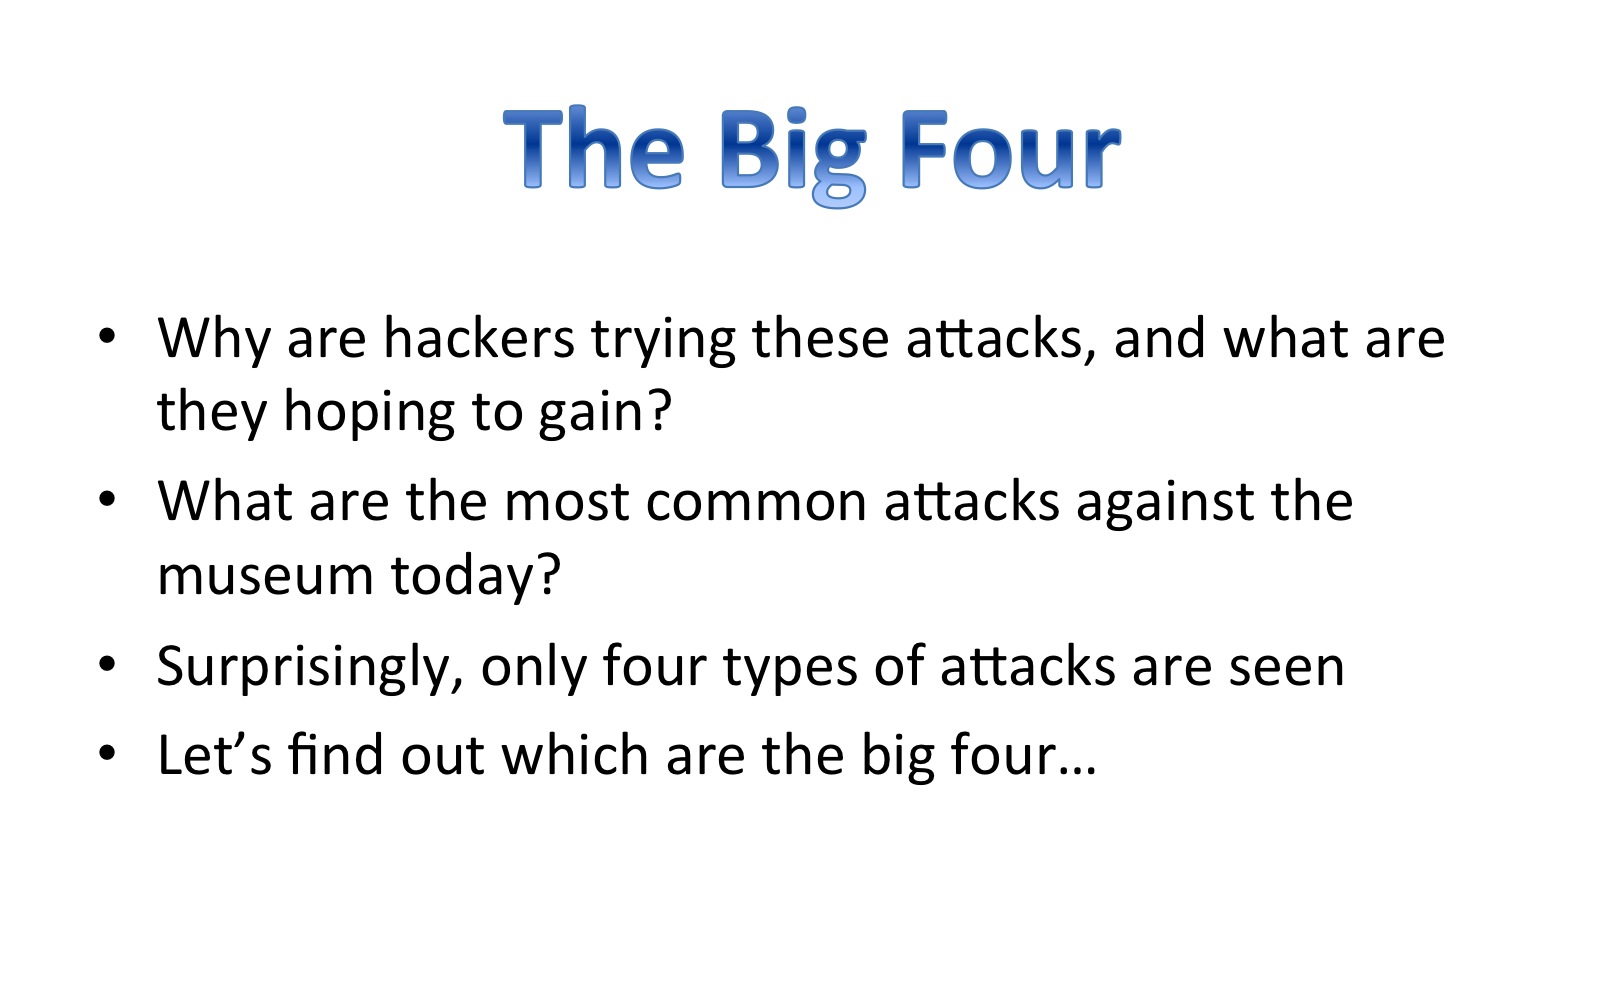 The Big Four
• Why are hackers trying these attacks, and what are
they hoping to gain?
• What are the most common attacks against the
museum today?
• Surprisingly, only four types of attacks are seen
• Let’s find out which are the big four…